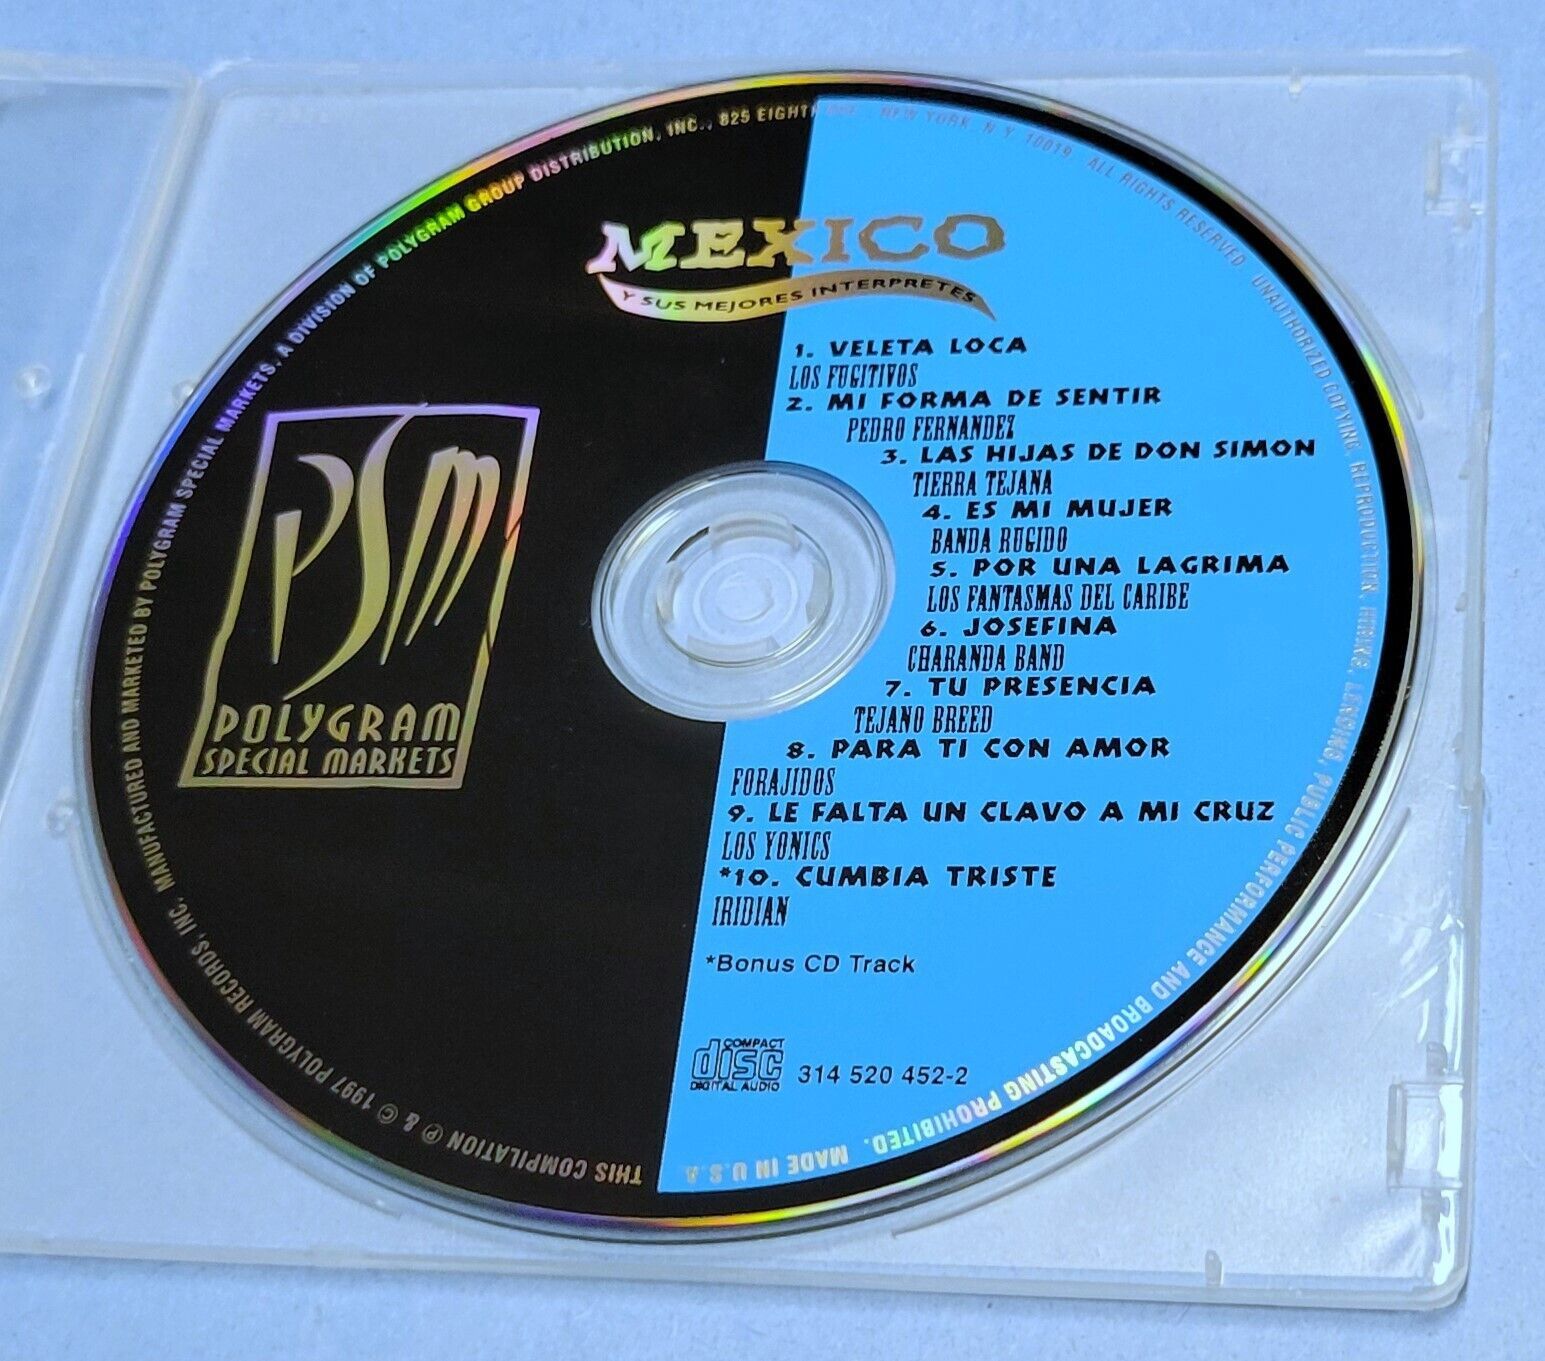 MEXICO
Y SUS MEJORES INTERPRETES
1. VELETA LOCA
LOS FUGITIVOS
2. MI FORMA DE SENTIR
PEDRO FERNANDEZ
3. LAS HIJAS DE DON SIMON
TIERRA TEJANA
4. ES MI MUJER
BANDA RUGIDO
5. POR UNA LAGRIMA
LOS FANTASMAS DEL CARIBE
6. JOSEFINA
CHARANDA BAND
7. TU PRESENCIA
TEJANO BREED
8. PARA TI CON AMOR
FORAJIDOS
9. LE FALTA UN CLAVO A MI CRUZ
LOS YONICS
*10. CUMBIA TRISTE
IRIDIAN
*Bonus CD Track
COMPACT
disc
DIGITAL AUDIO
314 520 452-2
PSM
POLYGRAM
SPECIAL MARKETS
THIS COMPILATION ℗ & © 1997 POLYGRAM RECORDS, INC. MANUFACTURED AND MARKETED BY POLYGRAM SPECIAL MARKETS, A DIVISION OF POLYGRAM GROUP DISTRIBUTION, INC., 825 EIGHTH AVE., NEW YORK, N.Y. 10019. ALL RIGHTS RESERVED. UNAUTHORIZED COPYING, REPRODUCTION, HIRING, LENDING, PUBLIC PERFORMANCE AND BROADCASTING PROHIBITED. MADE IN U.S.A.